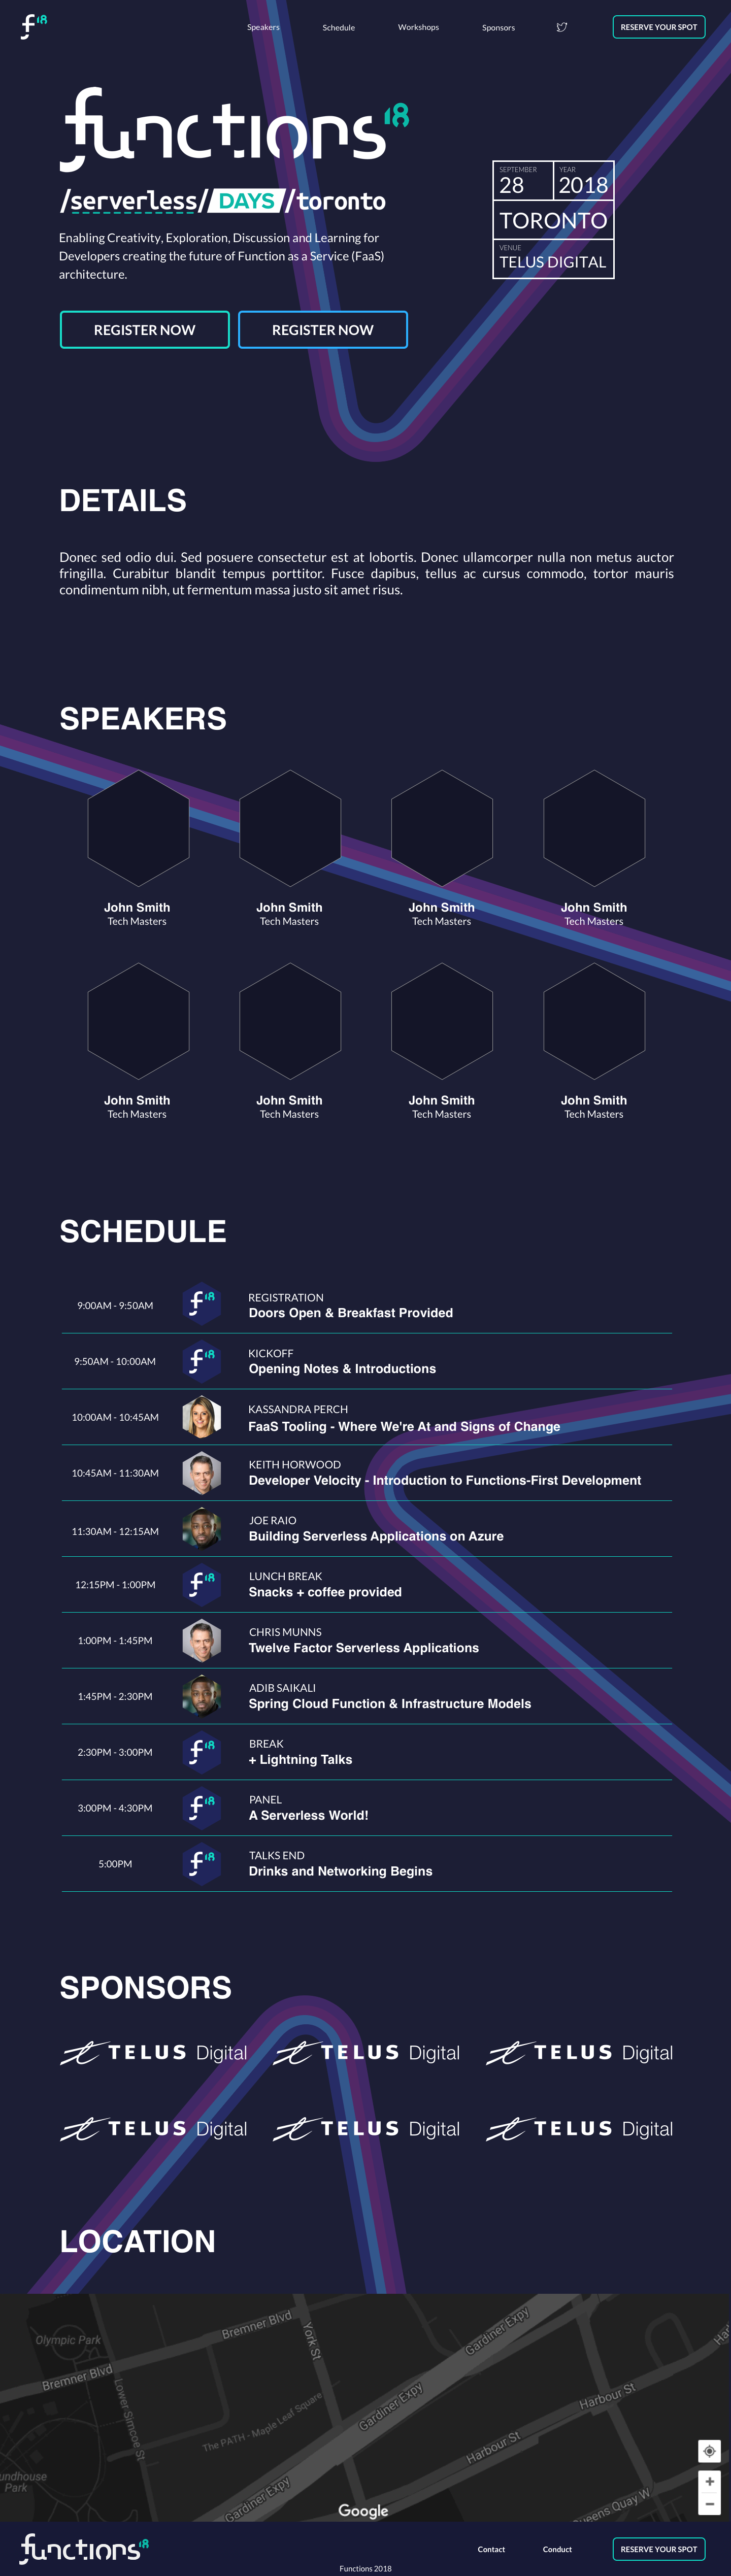 f18
Speakers
Schedule
Workshops
Sponsors
RESERVE YOUR SPOT
functions18
/serverless//DAYS/toronto
Enabling Creativity, Exploration, Discussion and Learning for
Developers creating the future of Function as a Service (FaaS)
architecture.
SEPTEMBER
28
YEAR
2018
TORONTO
VENUE
TELUS DIGITAL
REGISTER NOW
REGISTER NOW
DETAILS
Donec sed odio dui. Sed posuere consectetur est at lobortis. Donec ullamcorper nulla non metus auctor
fringilla. Curabitur blandit tempus porttitor. Fusce dapibus, tellus ac cursus commodo, tortor mauris
condimentum nibh, ut fermentum massa justo sit amet risus.
SPEAKERS
John Smith
Tech Masters
John Smith
Tech Masters
John Smith
Tech Masters
John Smith
Tech Masters
John Smith
Tech Masters
John Smith
Tech Masters
John Smith
Tech Masters
John Smith
Tech Masters
SCHEDULE
9:00AM - 9:50AM
f18
REGISTRATION
Doors Open & Breakfast Provided
9:50AM - 10:00AM
f18
KICKOFF
Opening Notes & Introductions
10:00AM - 10:45AM
KASSANDRA PERCH
FaaS Tooling - Where We're At and Signs of Change
10:45AM - 11:30AM
KEITH HORWOOD
Developer Velocity - Introduction to Functions-First Development
11:30AM - 12:15AM
JOE RAIO
Building Serverless Applications on Azure
12:15PM - 1:00PM
f18
LUNCH BREAK
Snacks + coffee provided
1:00PM - 1:45PM
CHRIS MUNNS
Twelve Factor Serverless Applications
1:45PM - 2:30PM
ADIB SAIKALI
Spring Cloud Function & Infrastructure Models
2:30PM - 3:00PM
f18
BREAK
+ Lightning Talks
3:00PM - 4:30PM
f18
PANEL
A Serverless World!
5:00PM
f18
TALKS END
Drinks and Networking Begins
SPONSORS
TELUS Digital
TELUS Digital
TELUS Digital
TELUS Digital
TELUS Digital
TELUS Digital
LOCATION
Bremner Blvd
York St
Gardiner Expy
Olympic Park
Bremner Blvd
Lower Simcoe St
The PATH - Maple Leaf Square
Gardiner Expy
Harbour St
Harbour St
undhouse
Park
Gardiner Expy
Google
ueens Quay W
functions18
Contact
Conduct
RESERVE YOUR SPOT
Functions 2018